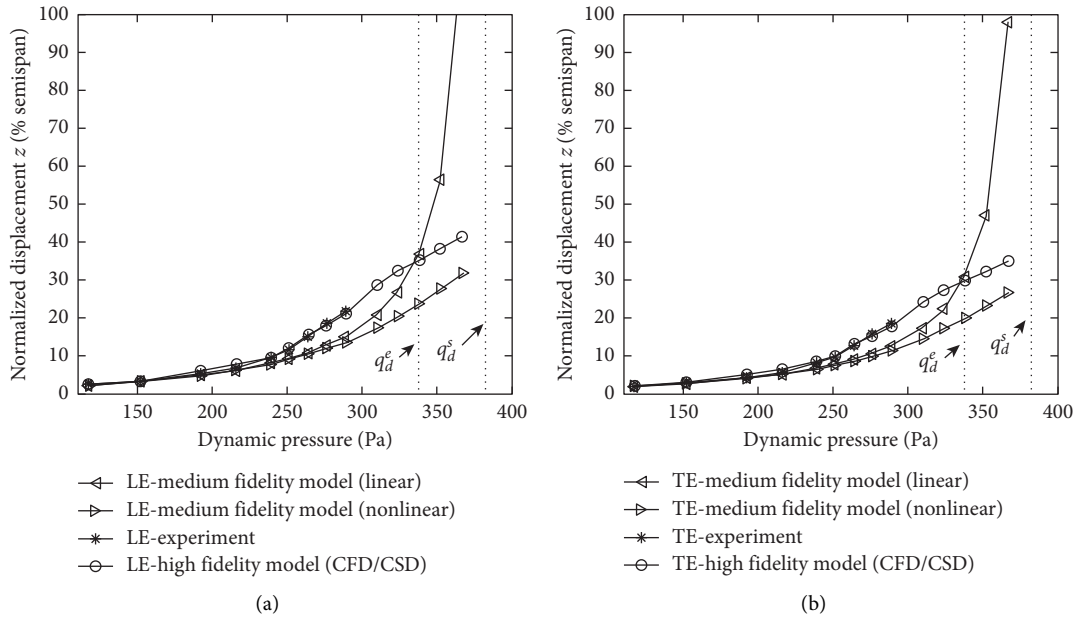 Normalized displacement z (% semispan)
100
90
80
70
60
50
40
30
20
10
0
150
200
250
300
350
400
Dynamic pressure (Pa)
q_d^e
q_d^s
LE-medium fidelity model (linear)
LE-medium fidelity model (nonlinear)
LE-experiment
LE-high fidelity model (CFD/CSD)
(a)
Normalized displacement z (% semispan)
100
90
80
70
60
50
40
30
20
10
0
100
150
200
250
300
350
400
Dynamic pressure (Pa)
q_d^e
q_d^s
TE-medium fidelity model (linear)
TE-medium fidelity model (nonlinear)
TE-experiment
TE-high fidelity model (CFD/CSD)
(b)